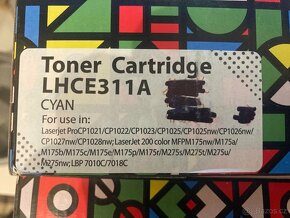 Toner Cartridge
LHCE311A
CYAN
For use in:
Laserjet ProCP1021/CP1022/CP1023/CP1025/CP1025nw/CP1026nw/
CP1027nw/CP1028nw; LaserJet 200 color MFPM175nw/M175a/
M175b/M175c/M175e/M175p/M175r/M275s/M275t/M275u/
M275nw; LBP 7010C/7018C